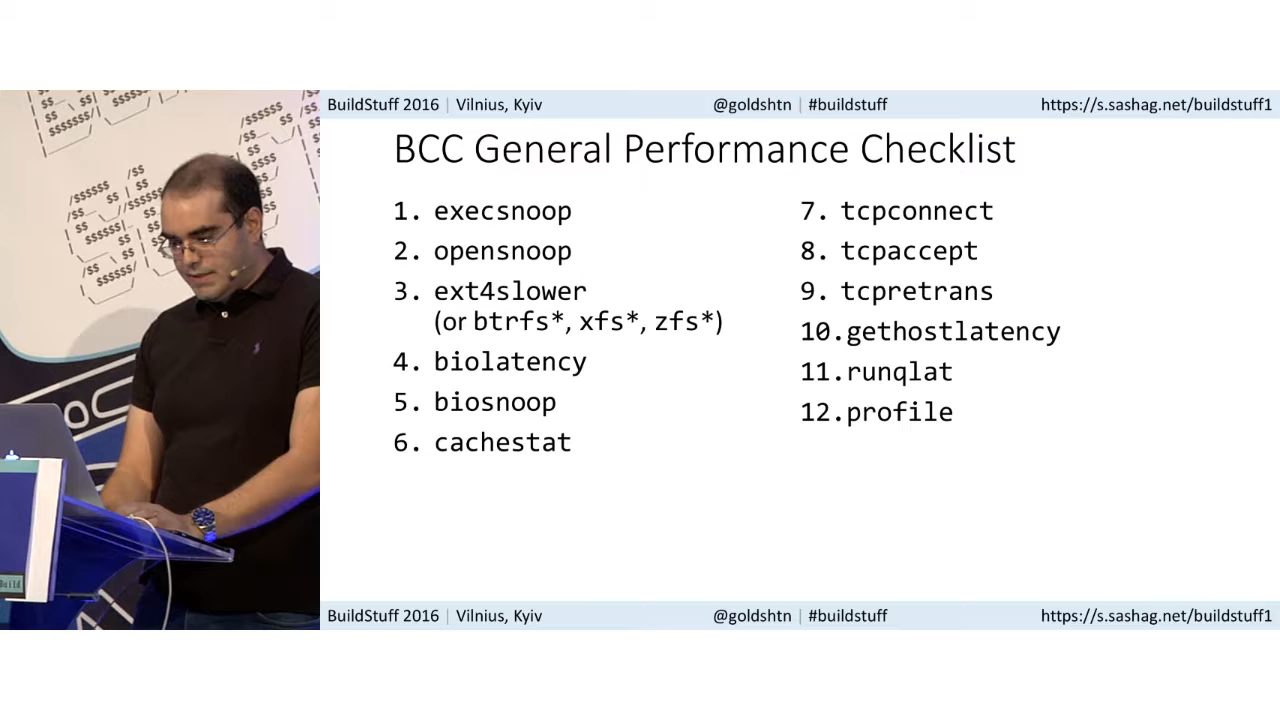 BuildStuff 2016 | Vilnius, Kyiv @goldshtn | #buildstuff https://s.sashag.net/buildstuff1
BCC General Performance Checklist
1. execsnoop
2. opensnoop
3. ext4slower
(or btrfs*, xfs*, zfs*)
4. biolatency
5. biosnoop
6. cachestat
7. tcpconnect
8. tcpaccept
9. tcpretrans
10.gethostlatency
11.runqlat
12.profile
BuildStuff 2016 | Vilnius, Kyiv @goldshtn | #buildstuff https://s.sashag.net/buildstuff1
Build